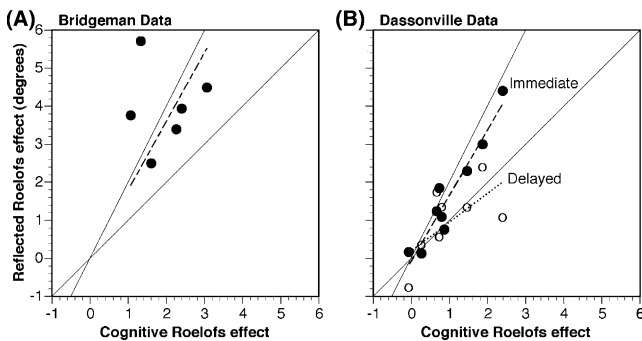 (A) Bridgeman Data
(B) Dassonville Data
Reflected Roelofs effect (degrees)
6
5
4
3
2
1
0
-1
-1 0 1 2 3 4 5 6
Cognitive Roelofs effect
Immediate
Delayed
-1 0 1 2 3 4 5 6
Cognitive Roelofs effect